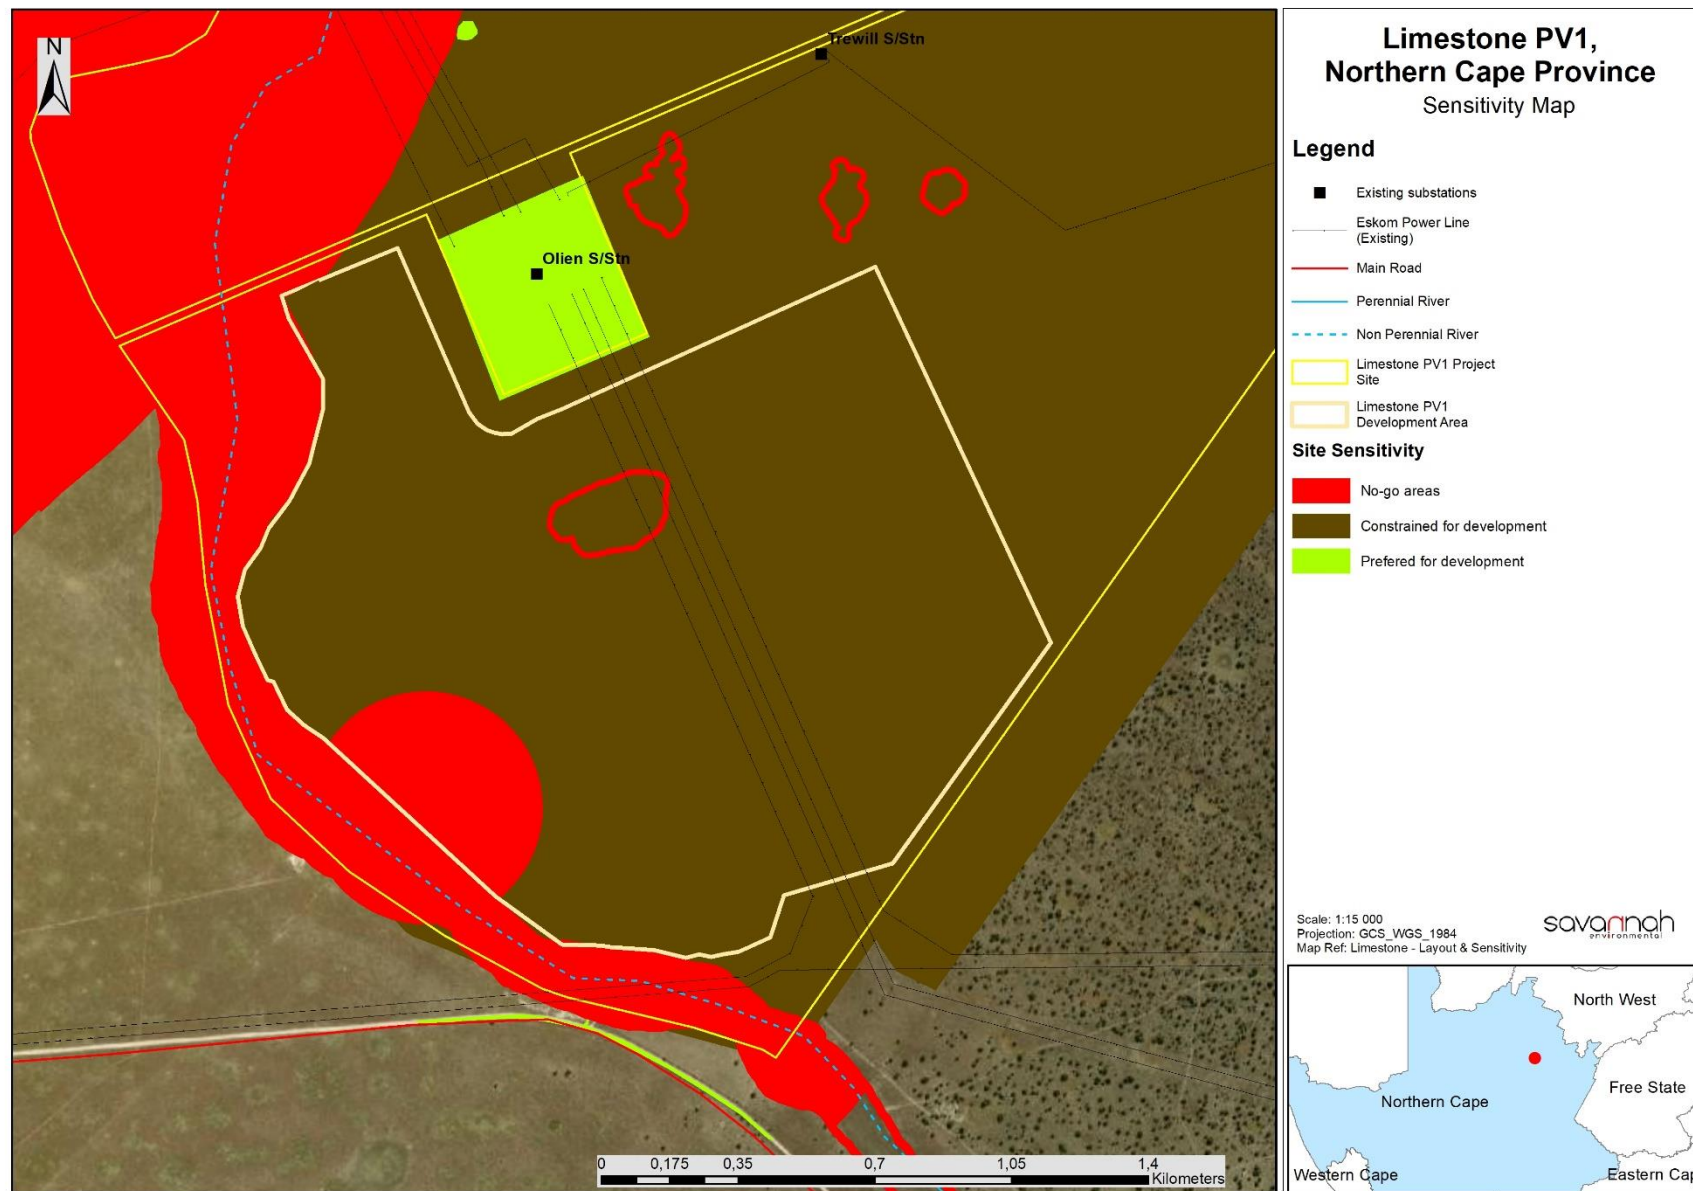 N
Trewill S/Stn
Olien S/Stn
0 0,175 0,35 0,7 1,05 1,4
Kilometers
Limestone PV1,
Northern Cape Province
Sensitivity Map
Legend
Existing substations
Eskom Power Line
(Existing)
Main Road
Perennial River
Non Perennial River
Limestone PV1 Project
Site
Limestone PV1
Development Area
Site Sensitivity
No-go areas
Constrained for development
Prefered for development
Scale: 1:15 000
Projection: GCS_WGS_1984
Map Ref: Limestone - Layout & Sensitivity
savannah
environmental
North West
Free State
Northern Cape
Western Cape
Eastern Cap